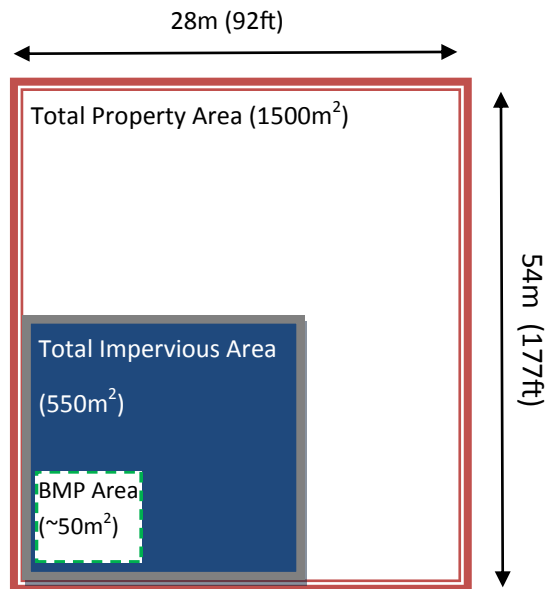 28m (92ft)
Total Property Area (1500m²)
54m (177ft)
Total Impervious Area
(550m²)
BMP Area
(~50m²)